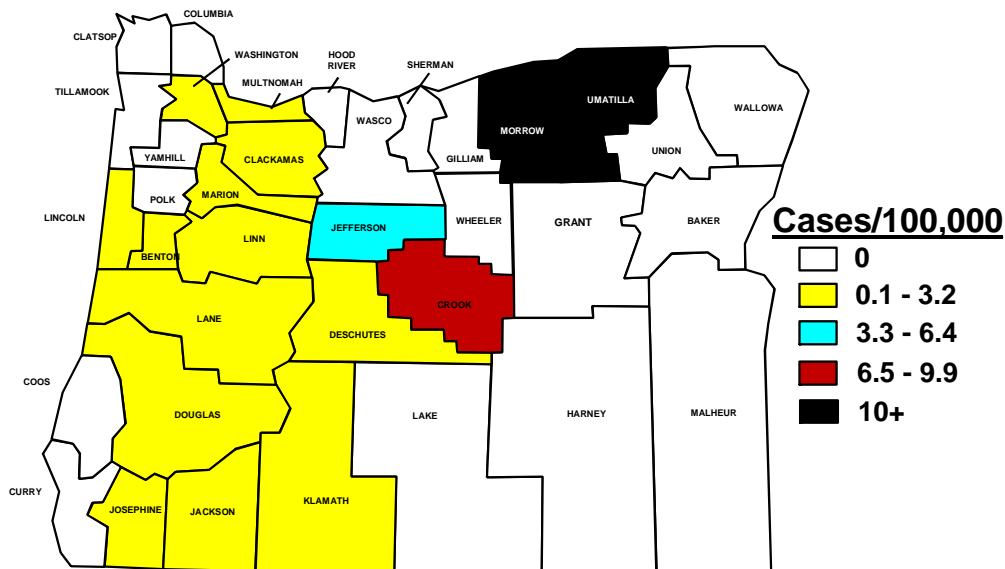 COLUMBIA
CLATSOP
WASHINGTON
HOOD
RIVER
SHERMAN
MULTNOMAH
TILLAMOOK
UMATILLA
WALLOWA
WASCO
MORROW
GILLIAM
UNION
YAMHILL
CLACKAMAS
POLK
MARION
LINCOLN
WHEELER
GRANT
BAKER
JEFFERSON
LINN
BENTON
CROOK
LANE
DESCHUTES
COOS
DOUGLAS
LAKE
HARNEY
MALHEUR
CURRY
JOSEPHINE
JACKSON
KLAMATH
Cases/100,000
0
0.1 - 3.2
3.3 - 6.4
6.5 - 9.9
10+